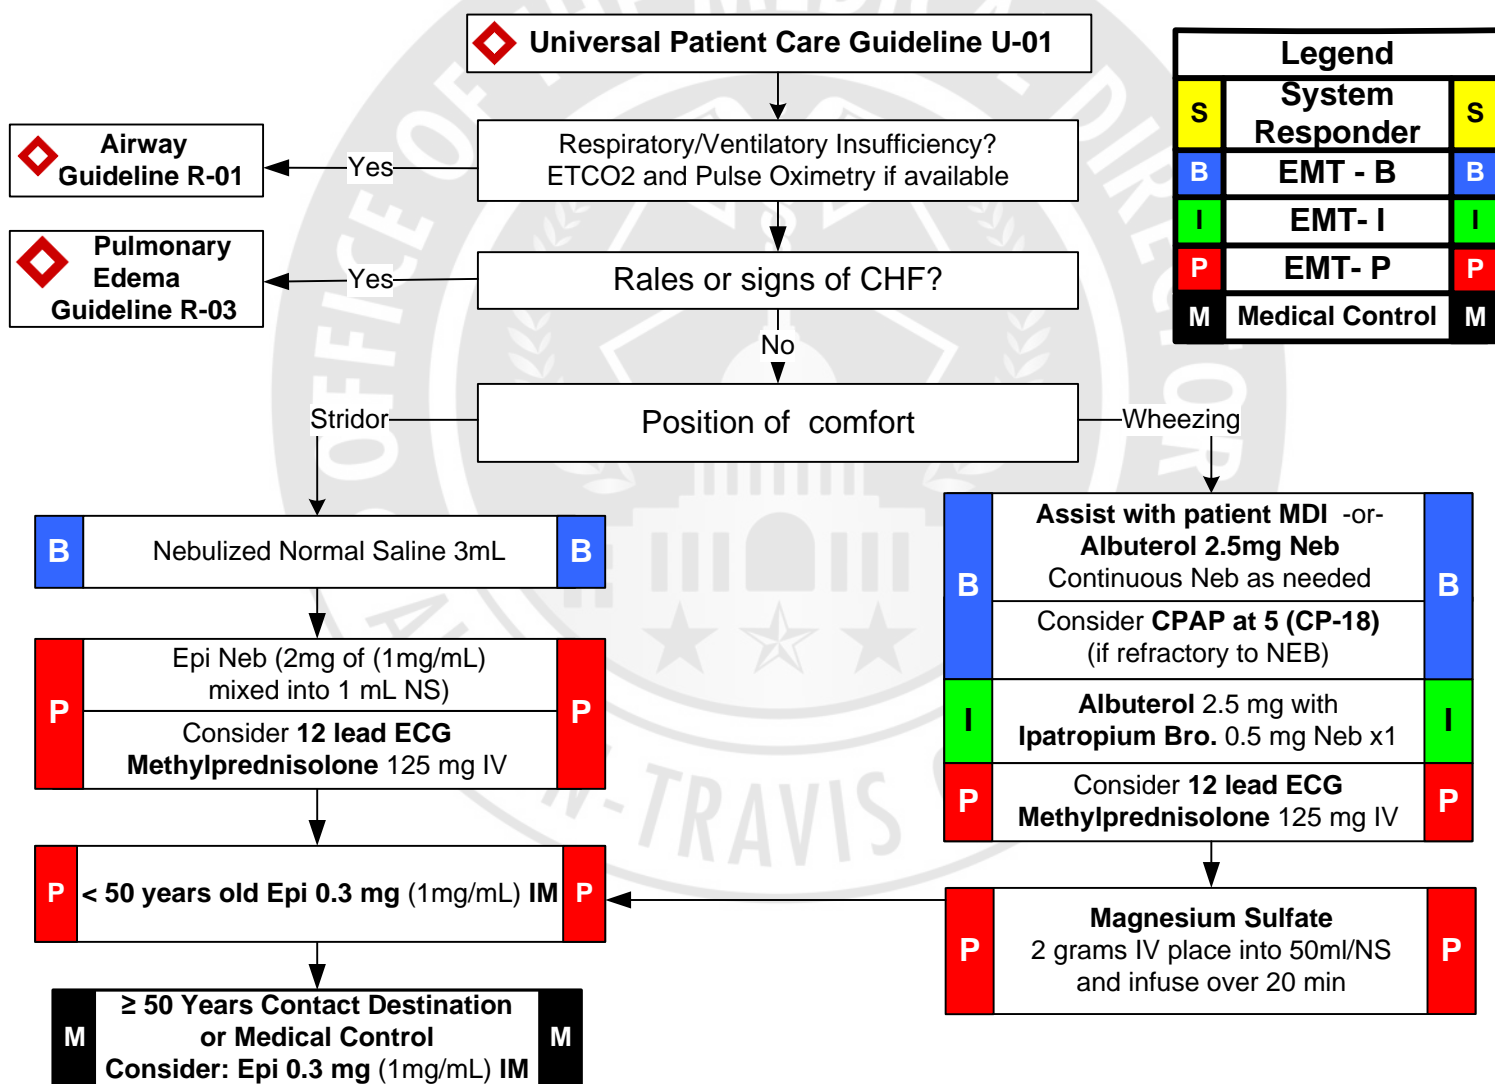 Universal Patient Care Guideline U-01
Legend
S System S
Responder
B EMT - B B
I EMT- I I
P EMT- P P
M Medical Control M
Airway
Guideline R-01
Yes
Respiratory/Ventilatory Insufficiency?
ETCO2 and Pulse Oximetry if available
Pulmonary
Edema
Guideline R-03
Yes
Rales or signs of CHF?
No
Stridor
Position of comfort
Wheezing
B Nebulized Normal Saline 3mL B
P Epi Neb (2mg of (1mg/mL) P
mixed into 1 mL NS)
Consider 12 lead ECG
Methylprednisolone 125 mg IV
B Assist with patient MDI -or- B
Albuterol 2.5mg Neb
Continuous Neb as needed
Consider CPAP at 5 (CP-18)
(if refractory to NEB)
I Albuterol 2.5 mg with I
Ipatropium Bro. 0.5 mg Neb x1
P Consider 12 lead ECG P
Methylprednisolone 125 mg IV
P < 50 years old Epi 0.3 mg (1mg/mL) IM P
P Magnesium Sulfate P
2 grams IV place into 50ml/NS
and infuse over 20 min
M ≥ 50 Years Contact Destination M
or Medical Control
Consider: Epi 0.3 mg (1mg/mL) IM
OFFICE OF THE MEDICAL DIRECTOR
N-TRAVIS